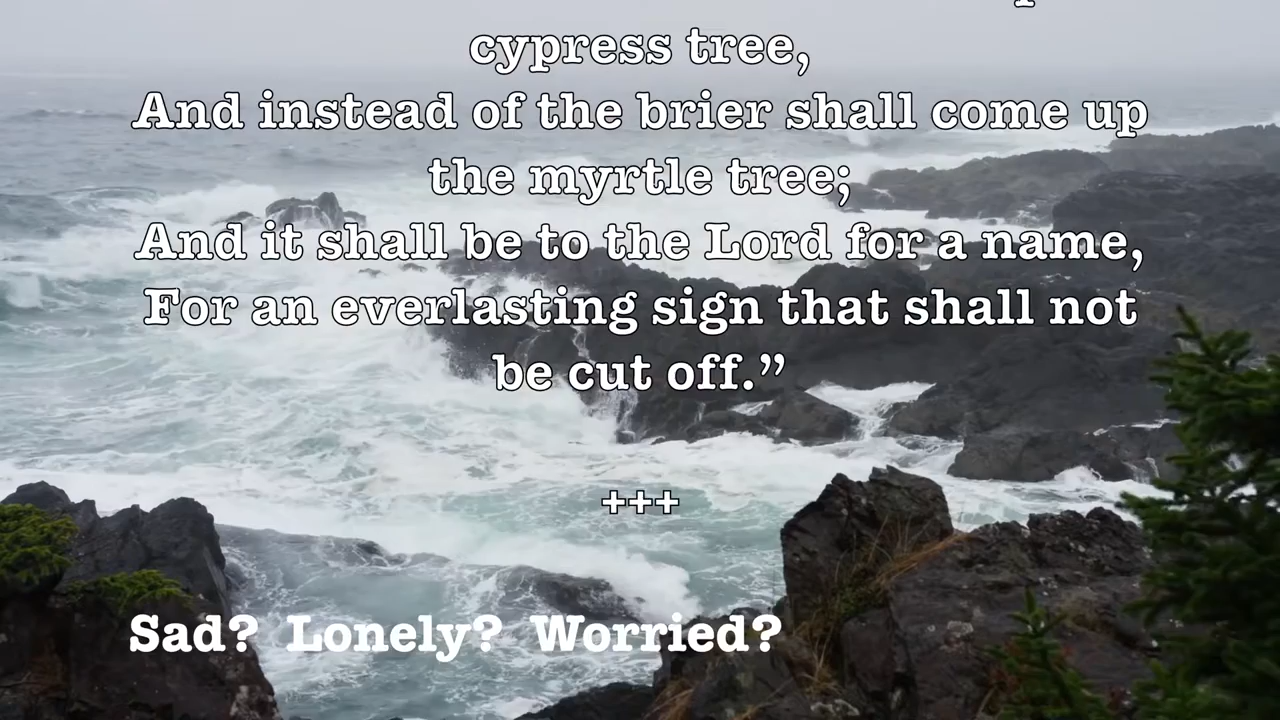 cypress tree,
And instead of the brier shall come up
the myrtle tree;
And it shall be to the Lord for a name,
For an everlasting sign that shall not
be cut off.”
+++
Sad?  Lonely?  Worried?